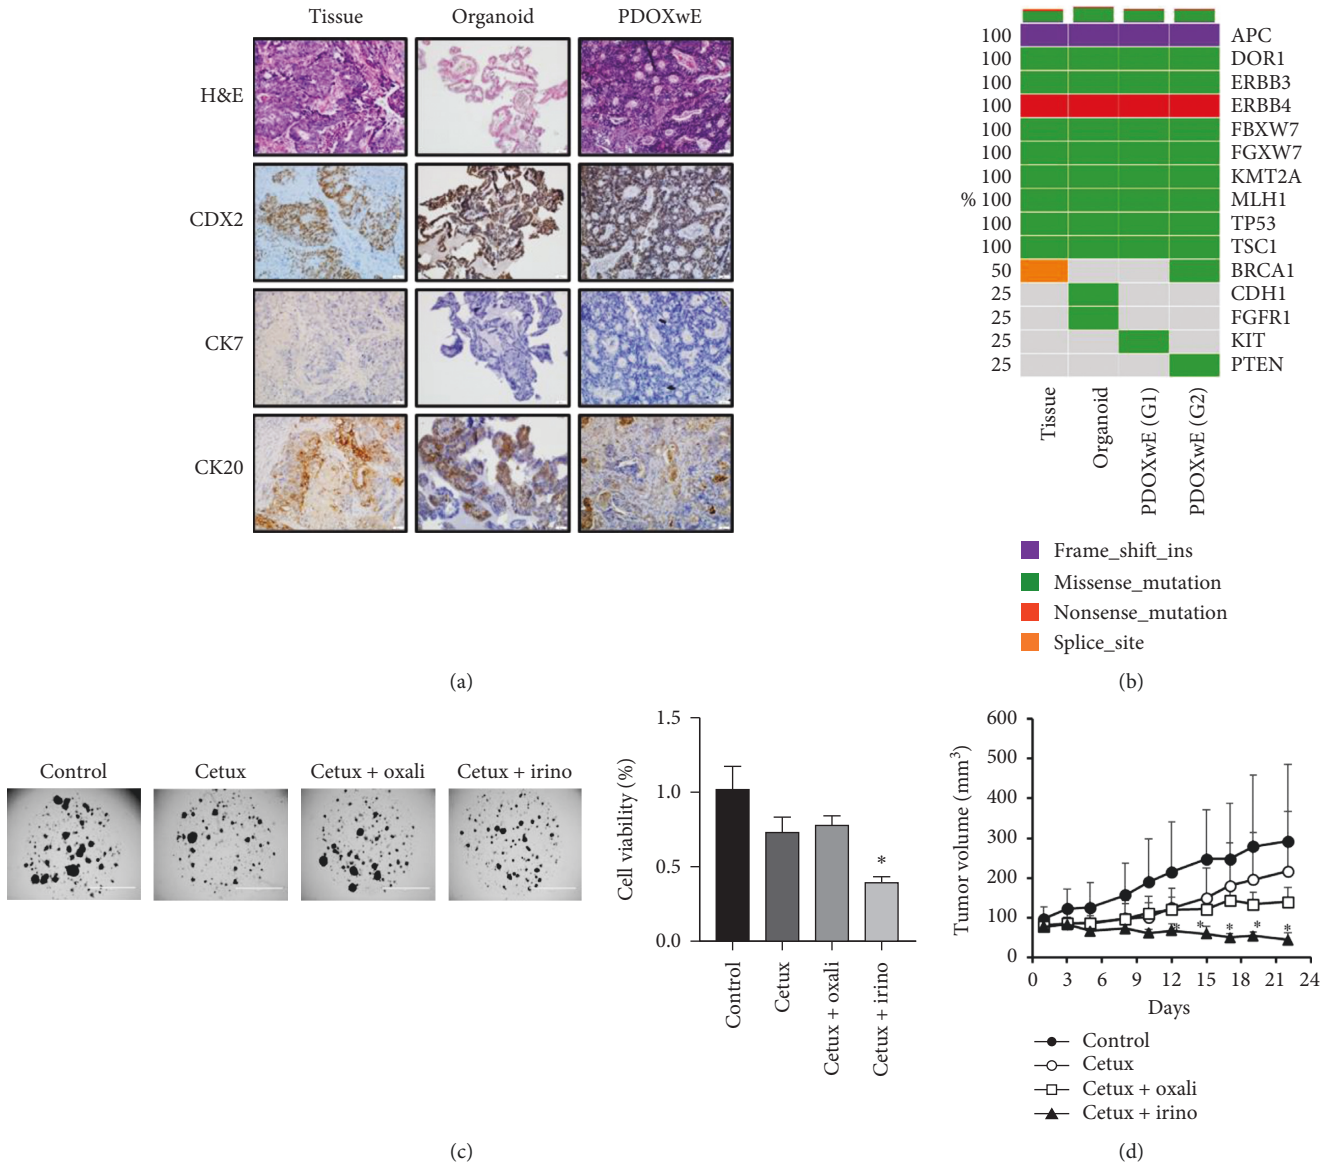 Tissue Organoid PDOXwE
H&E
CDX2
CK7
CK20
(a)
100 APC
100 DOR1
100 ERBB3
100 ERBB4
100 FBXW7
100 FGXW7
100 KMT2A
% 100 MLH1
100 TP53
100 TSC1
50 BRCA1
25 CDH1
25 FGFR1
25 KIT
25 PTEN
Tissue
Organoid
PDOXwE (G1)
PDOXwE (G2)
Frame_shift_ins
Missense_mutation
Nonsense_mutation
Splice_site
(b)
Control Cetux Cetux + oxali Cetux + irino
Cell viability (%)
1.5
1.0
0.5
0.0
*
Control
Cetux
Cetux + oxali
Cetux + irino
(c)
Tumor volume (mm³)
600
500
400
300
200
100
0
* * * * *
0 3 6 9 12 15 18 21 24
Days
Control
Cetux
Cetux + oxali
Cetux + irino
(d)